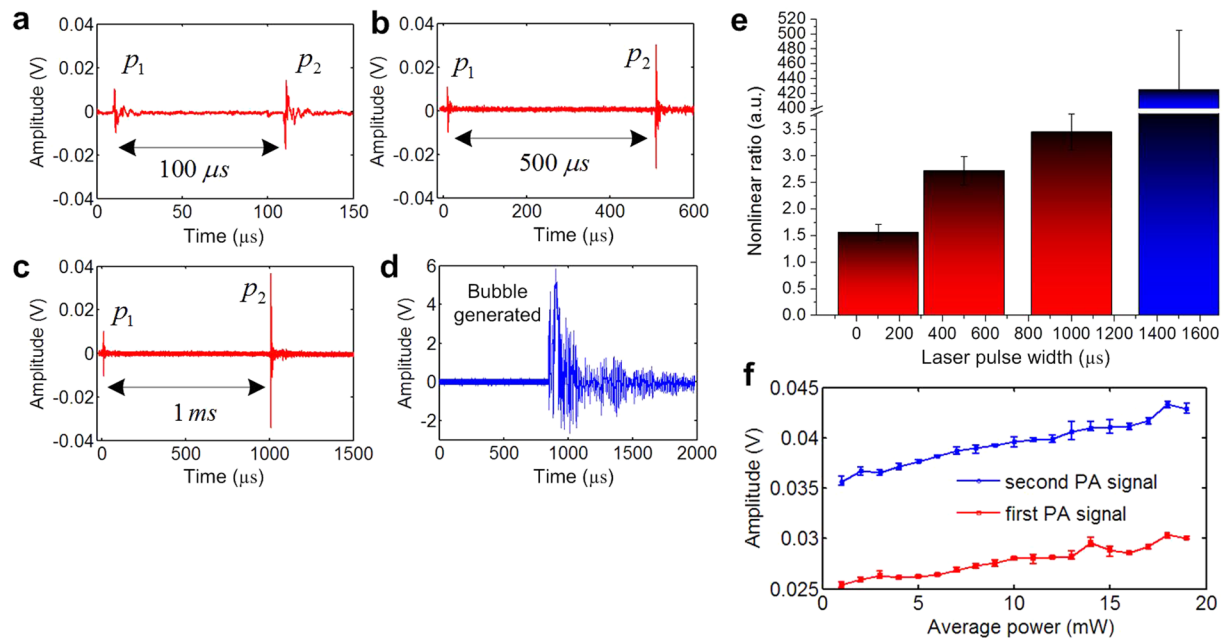 a
0.04
0.02
0
-0.02
-0.04
Amplitude (V)
p1
p2
100 μs
0
50
100
150
Time (μs)
b
0.04
0.02
0
-0.02
-0.04
Amplitude (V)
p1
p2
500 μs
0
200
400
600
Time (μs)
c
0.04
0.02
0
-0.02
-0.04
Amplitude (V)
p1
p2
1 ms
0
500
1000
1500
Time (μs)
d
6
4
2
0
-2
Amplitude (V)
Bubble
generated
0
500
1000
1500
2000
Time (μs)
e
520
500
480
460
440
420
400
3.5
3.0
2.5
2.0
1.5
1.0
0.5
0.0
Nonlinear ratio (a.u.)
0
200
400
600
800
1000
1200
1400
1600
Laser pulse width (μs)
f
0.045
0.04
0.035
0.03
0.025
Amplitude (V)
second PA signal
first PA signal
0
5
10
15
20
Average power (mW)